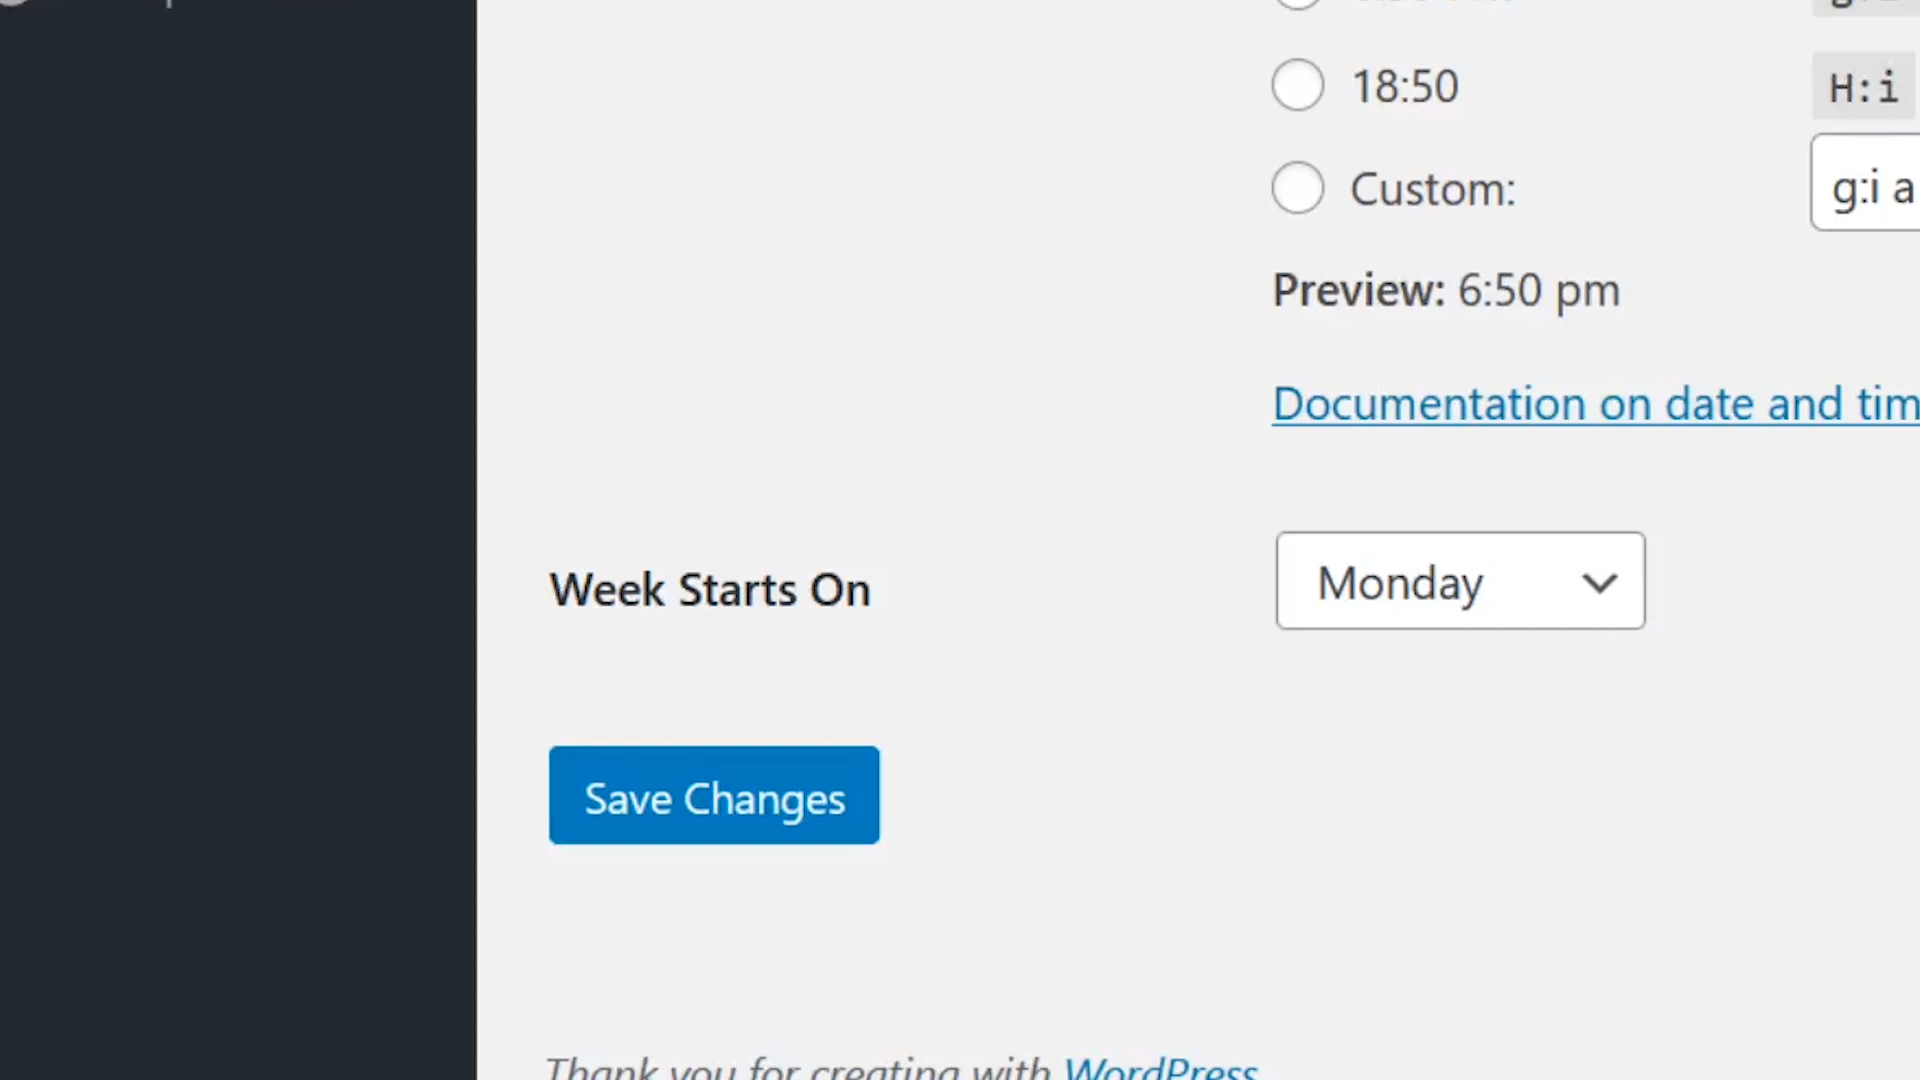 18:50 H:i
Custom: g:i a
Preview: 6:50 pm
Documentation on date and tim
Week Starts On Monday
Save Changes
Thank you for creating with WordPress